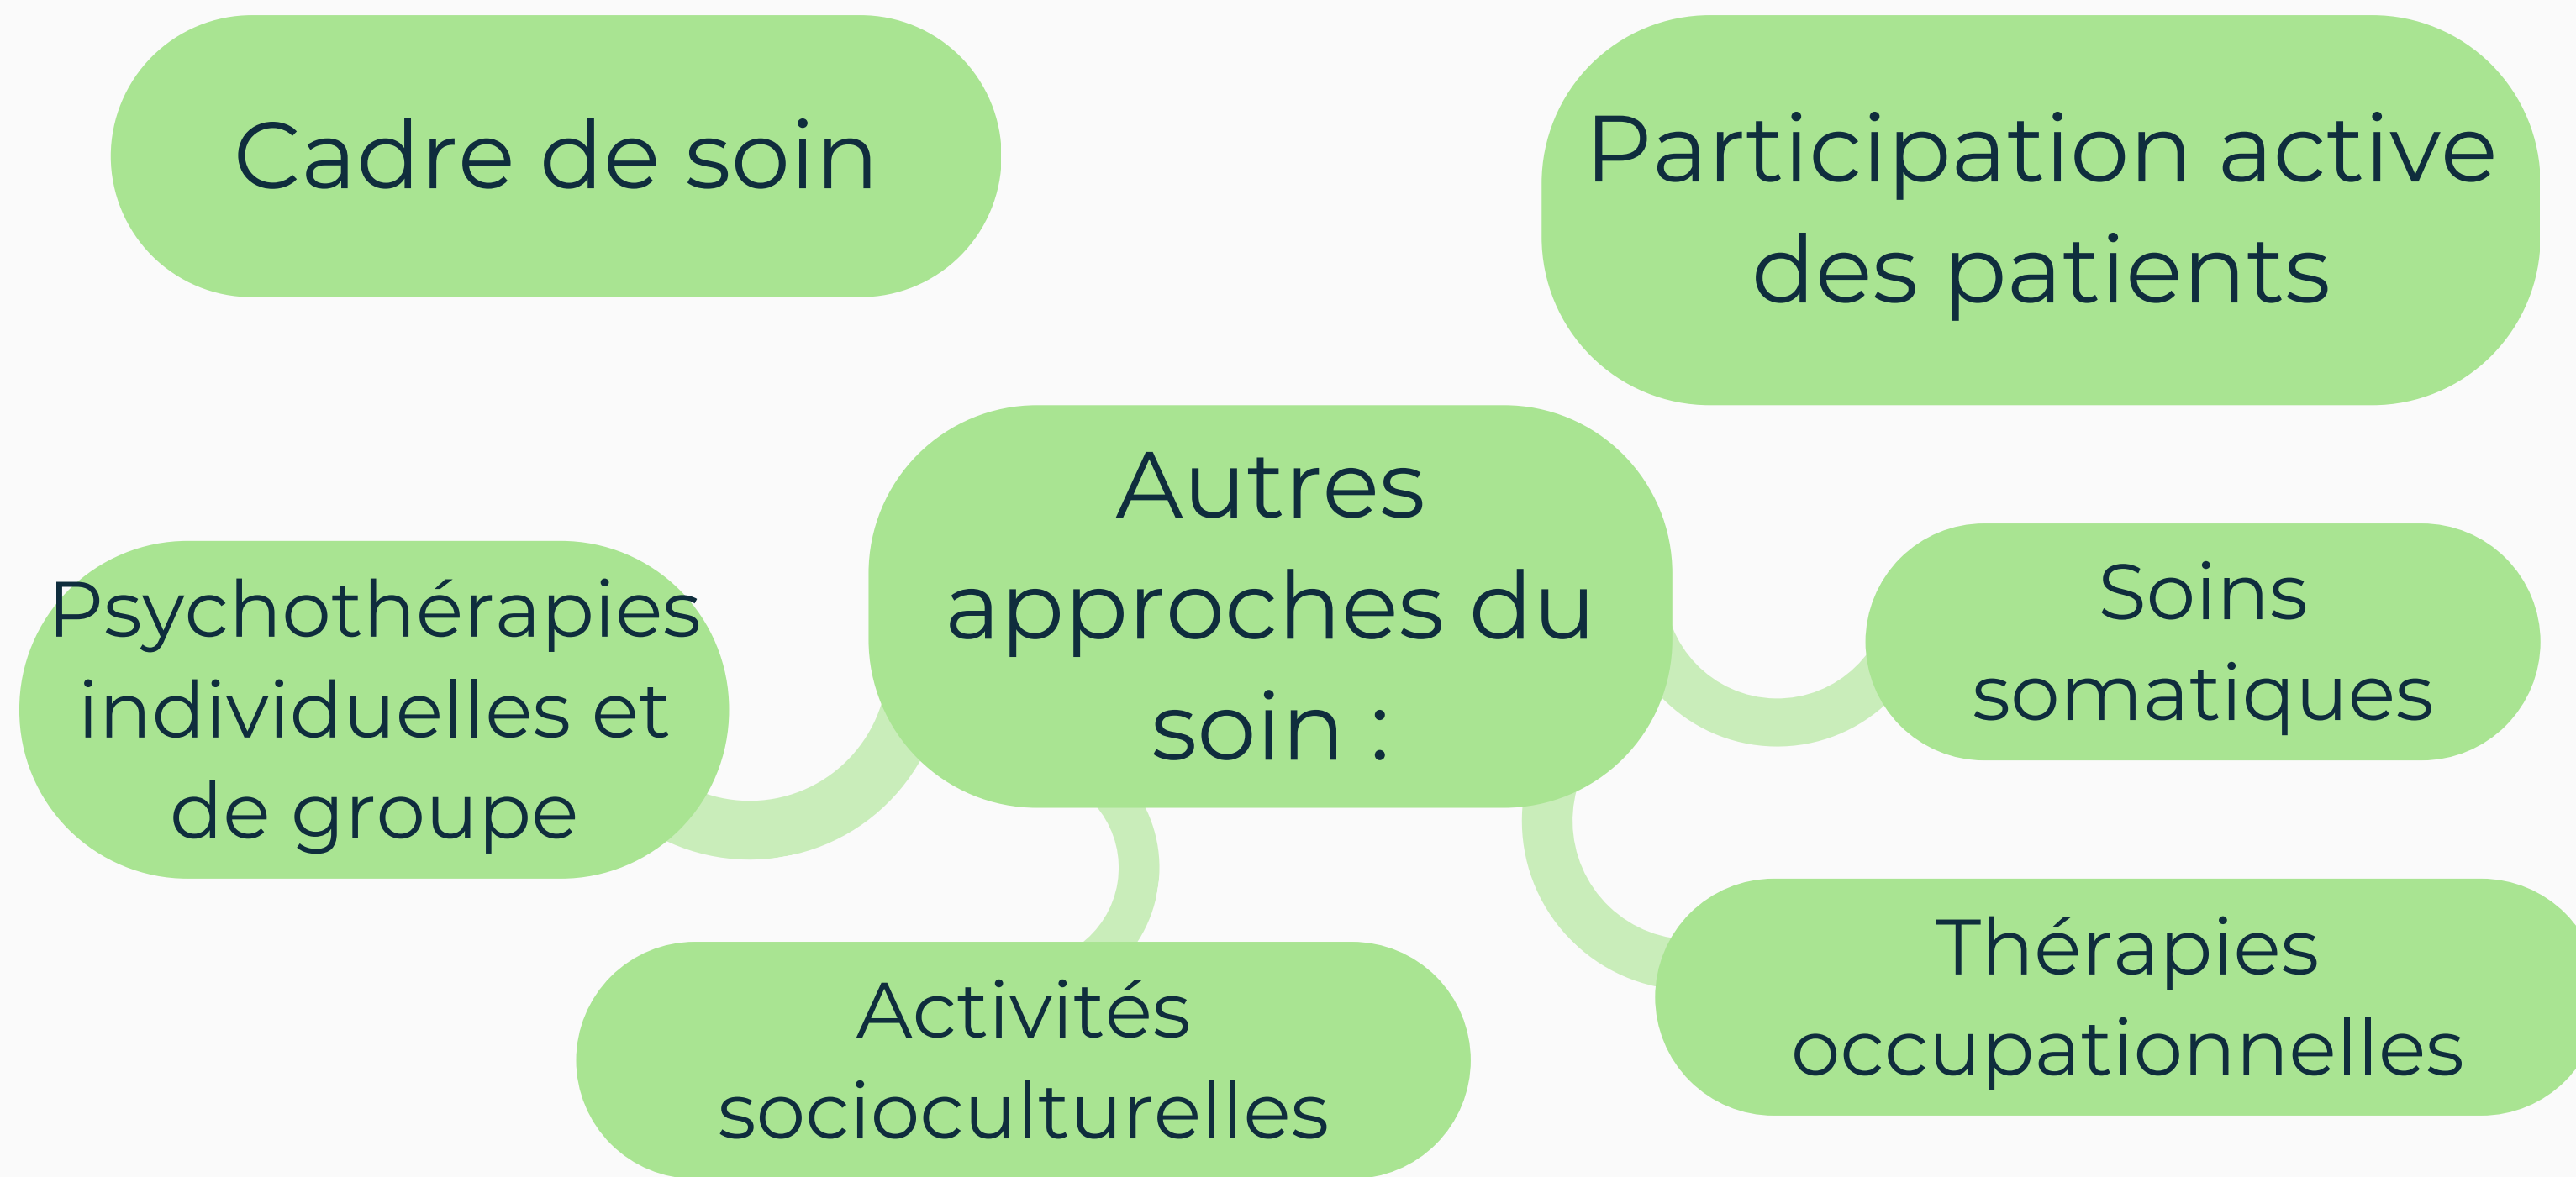 Cadre de soin
Participation active
des patients
Autres
approches du
soin :
Psychothérapies
individuelles et
de groupe
Soins
somatiques
Activités
socioculturelles
Thérapies
occupationnelles